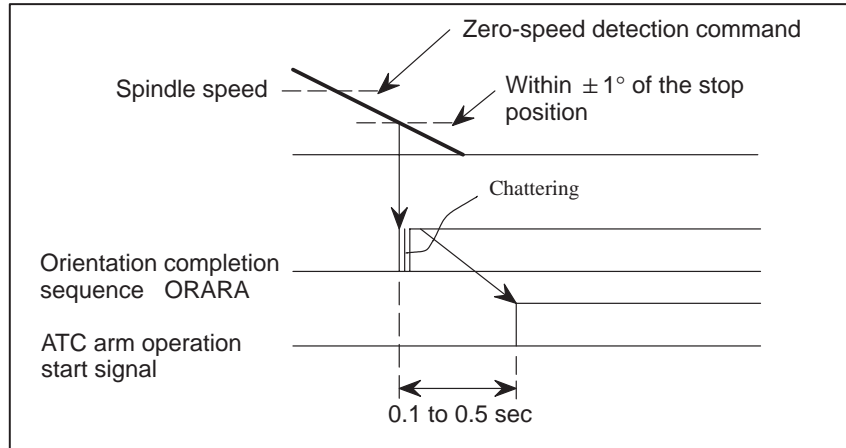 Zero-speed detection command
Spindle speed
Within ±1° of the stop
position
Chattering
Orientation completion
sequence ORARA
ATC arm operation
start signal
0.1 to 0.5 sec